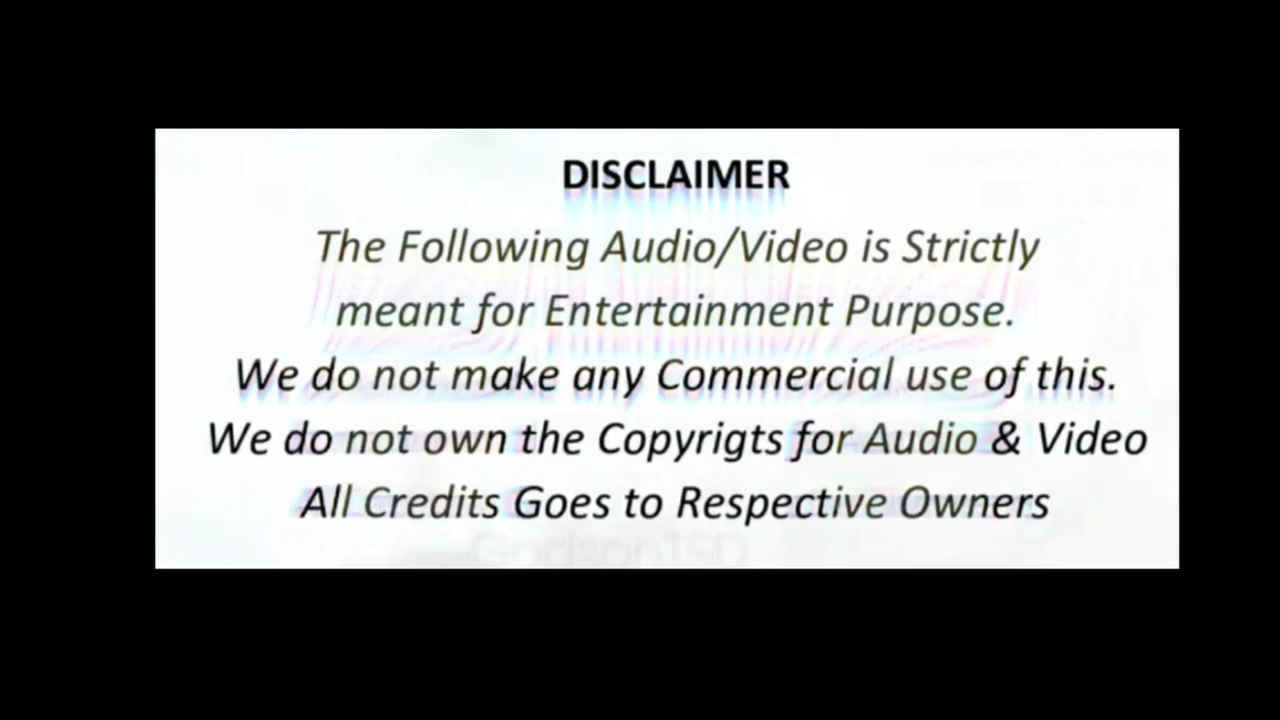 DISCLAIMER
The Following Audio/Video is Strictly
meant for Entertainment Purpose.
We do not make any Commercial use of this.
We do not own the Copyrigts for Audio & Video
All Credits Goes to Respective Owners